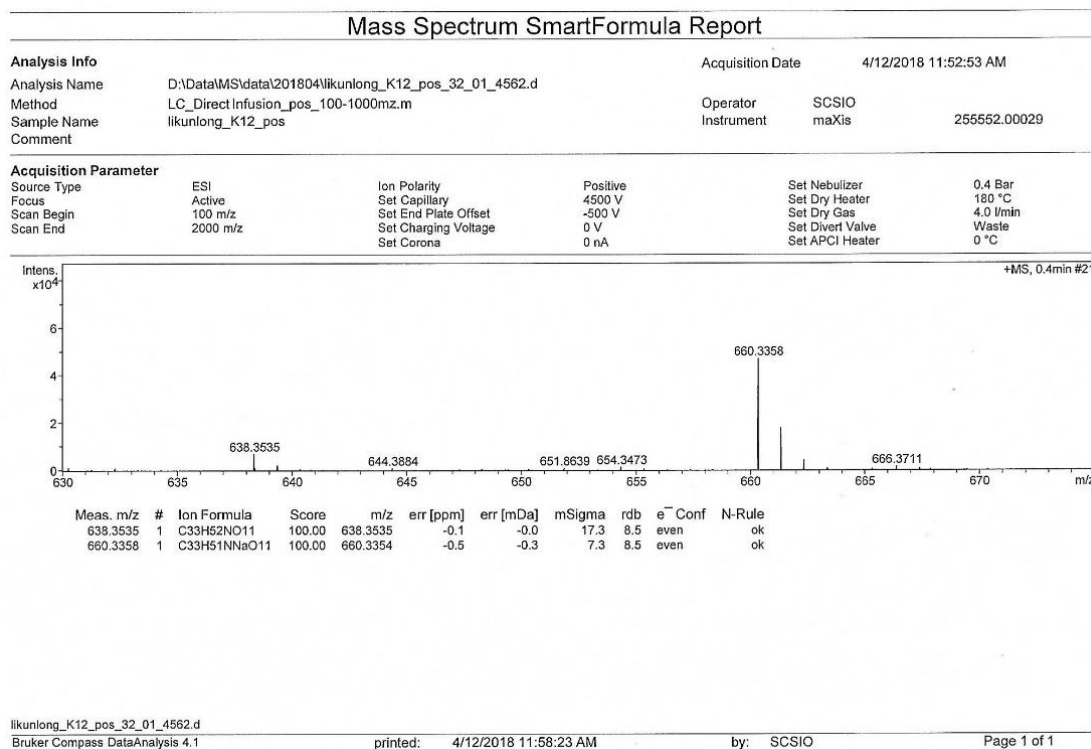 Mass Spectrum SmartFormula Report
Analysis Info
Acquisition Date 4/12/2018 11:52:53 AM
Analysis Name D:\Data\MS\data\201804\likunlong_K12_pos_32_01_4562.d
Method LC_Direct Infusion_pos_100-1000mz.m
Operator SCSIO
Sample Name likunlong_K12_pos
Instrument maXis 255552.00029
Comment
Acquisition Parameter
Source Type ESI Ion Polarity Positive Set Nebulizer 0.4 Bar
Focus Active Set Capillary 4500 V Set Dry Heater 180 °C
Scan Begin 100 m/z Set End Plate Offset -500 V Set Dry Gas 4.0 l/min
Scan End 2000 m/z Set Charging Voltage 0 V Set Divert Valve Waste
Set Corona 0 nA Set APCI Heater 0 °C
Intens.
x10⁴
+MS, 0.4min #21
6
660.3358
4
2
638.3535
644.3884
651.8639
654.3473
666.3711
0
630 635 640 645 650 655 660 665 670 m/z
Meas. m/z # Ion Formula Score m/z err [ppm] err [mDa] mSigma rdb e⁻ Conf N-Rule
638.3535 1 C33H52NO11 100.00 638.3535 -0.1 -0.0 17.3 8.5 even ok
660.3358 1 C33H51NNaO11 100.00 660.3354 -0.5 -0.3 7.3 8.5 even ok
likunlong_K12_pos_32_01_4562.d
Bruker Compass DataAnalysis 4.1 printed: 4/12/2018 11:58:23 AM by: SCSIO Page 1 of 1